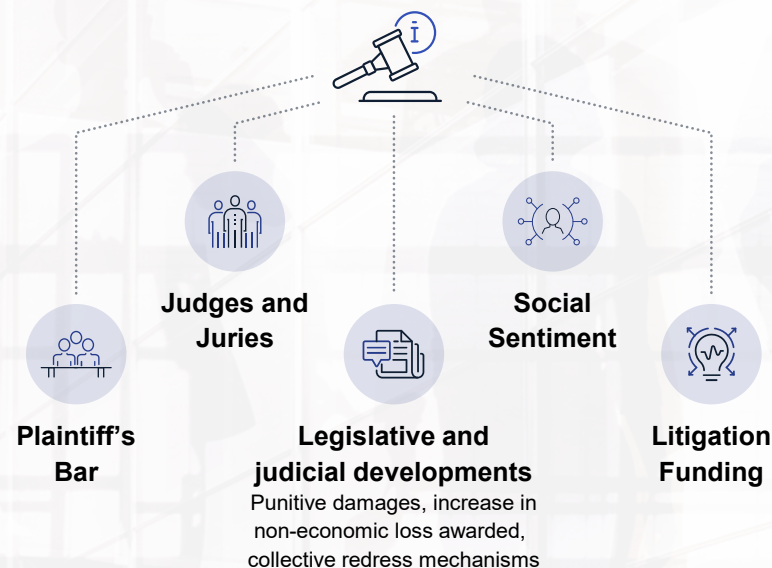 Judges and
Juries
Social
Sentiment
Plaintiff's
Bar
Legislative and
judicial developments
Punitive damages, increase in
non-economic loss awarded,
collective redress mechanisms
Litigation
Funding